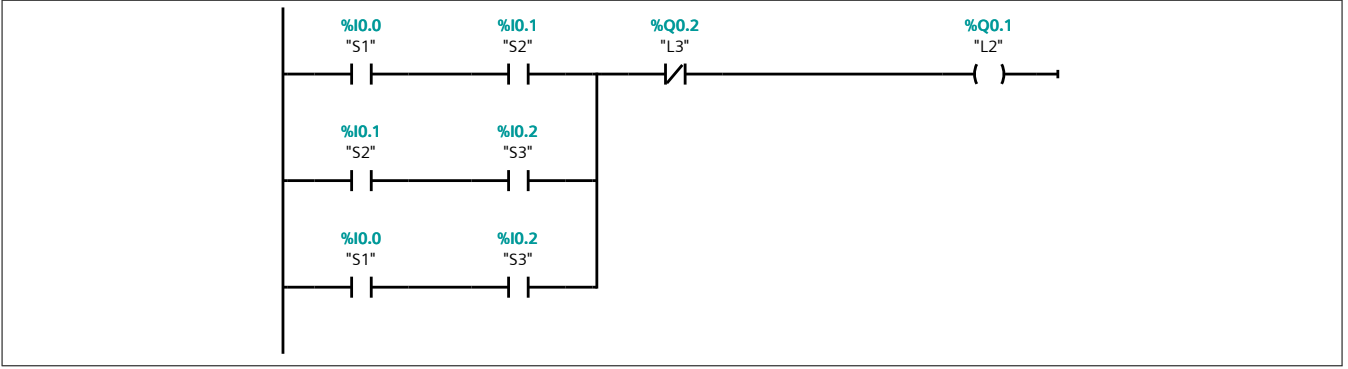 %I0.0 %I0.1 %Q0.2 %Q0.1
"S1" "S2" "L3" "L2"
%I0.1 %I0.2
"S2" "S3"
%I0.0 %I0.2
"S1" "S3"